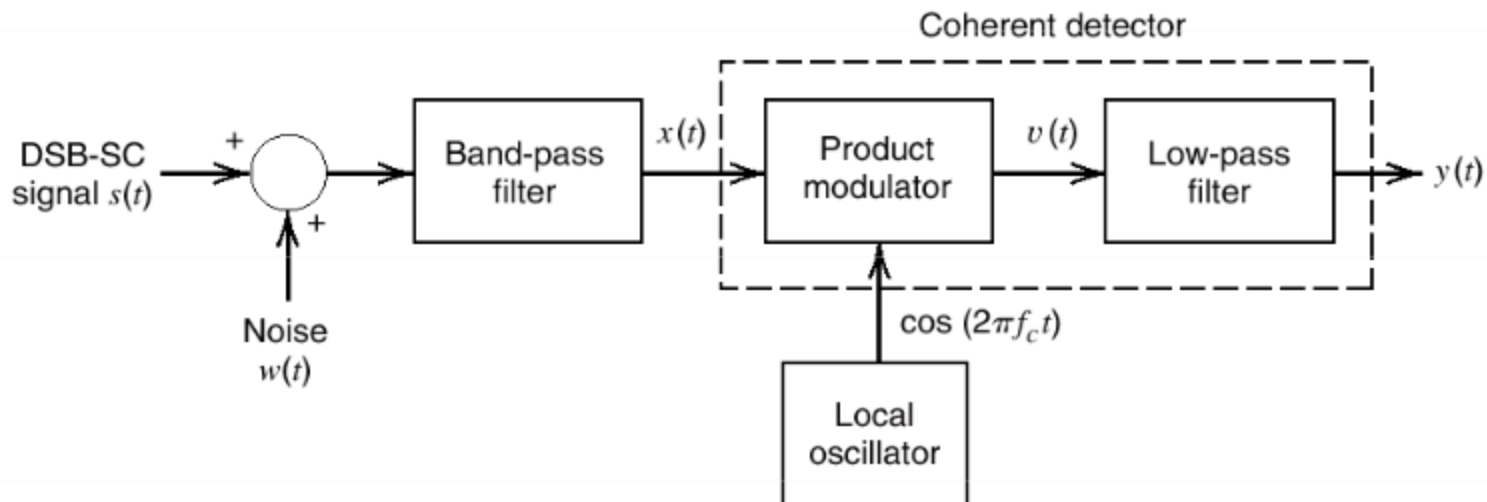 Coherent detector
DSB-SC
signal s(t)
+
+
Noise
w(t)
Band-pass
filter
x(t)
Product
modulator
v(t)
Low-pass
filter
y(t)
cos (2πf_c t)
Local
oscillator